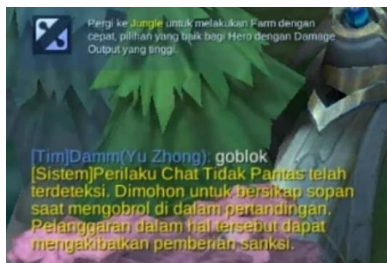 Pergi ke Jungle untuk melakukan Farm dengan
cepat, pilihan yang baik bagi Hero dengan Damage
Output yang tinggi.
[Tim]Damm(Yu Zhong): goblok
[Sistem]Perilaku Chat Tidak Pantas telah
terdeteksi. Dimohon untuk bersikap sopan
saat mengobrol di dalam pertandingan.
Pelanggaran dalam hal tersebut dapat
mengakibatkan pemberian sanksi.